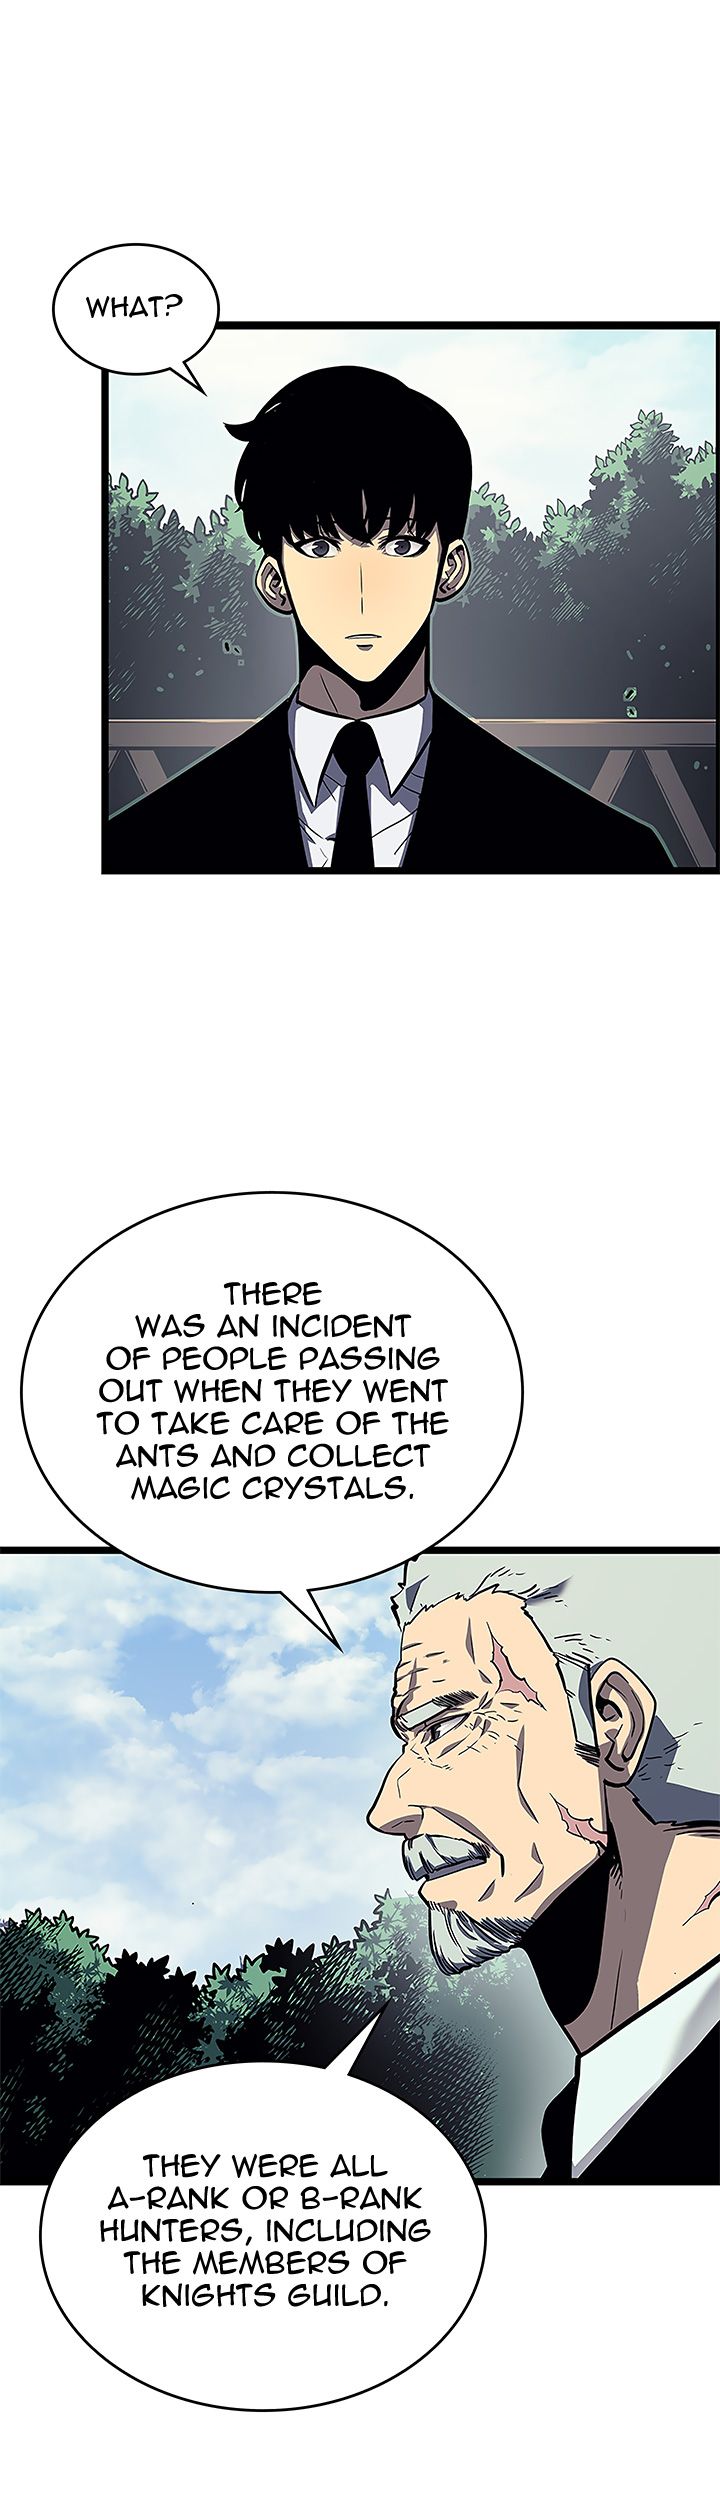 WHAT?
THERE
WAS AN INCIDENT
OF PEOPLE PASSING
OUT WHEN THEY WENT
TO TAKE CARE OF THE
ANTS AND COLLECT
MAGIC CRYSTALS.
THEY WERE ALL
A-RANK OR B-RANK
HUNTERS, INCLUDING
THE MEMBERS OF
KNIGHTS GUILD.